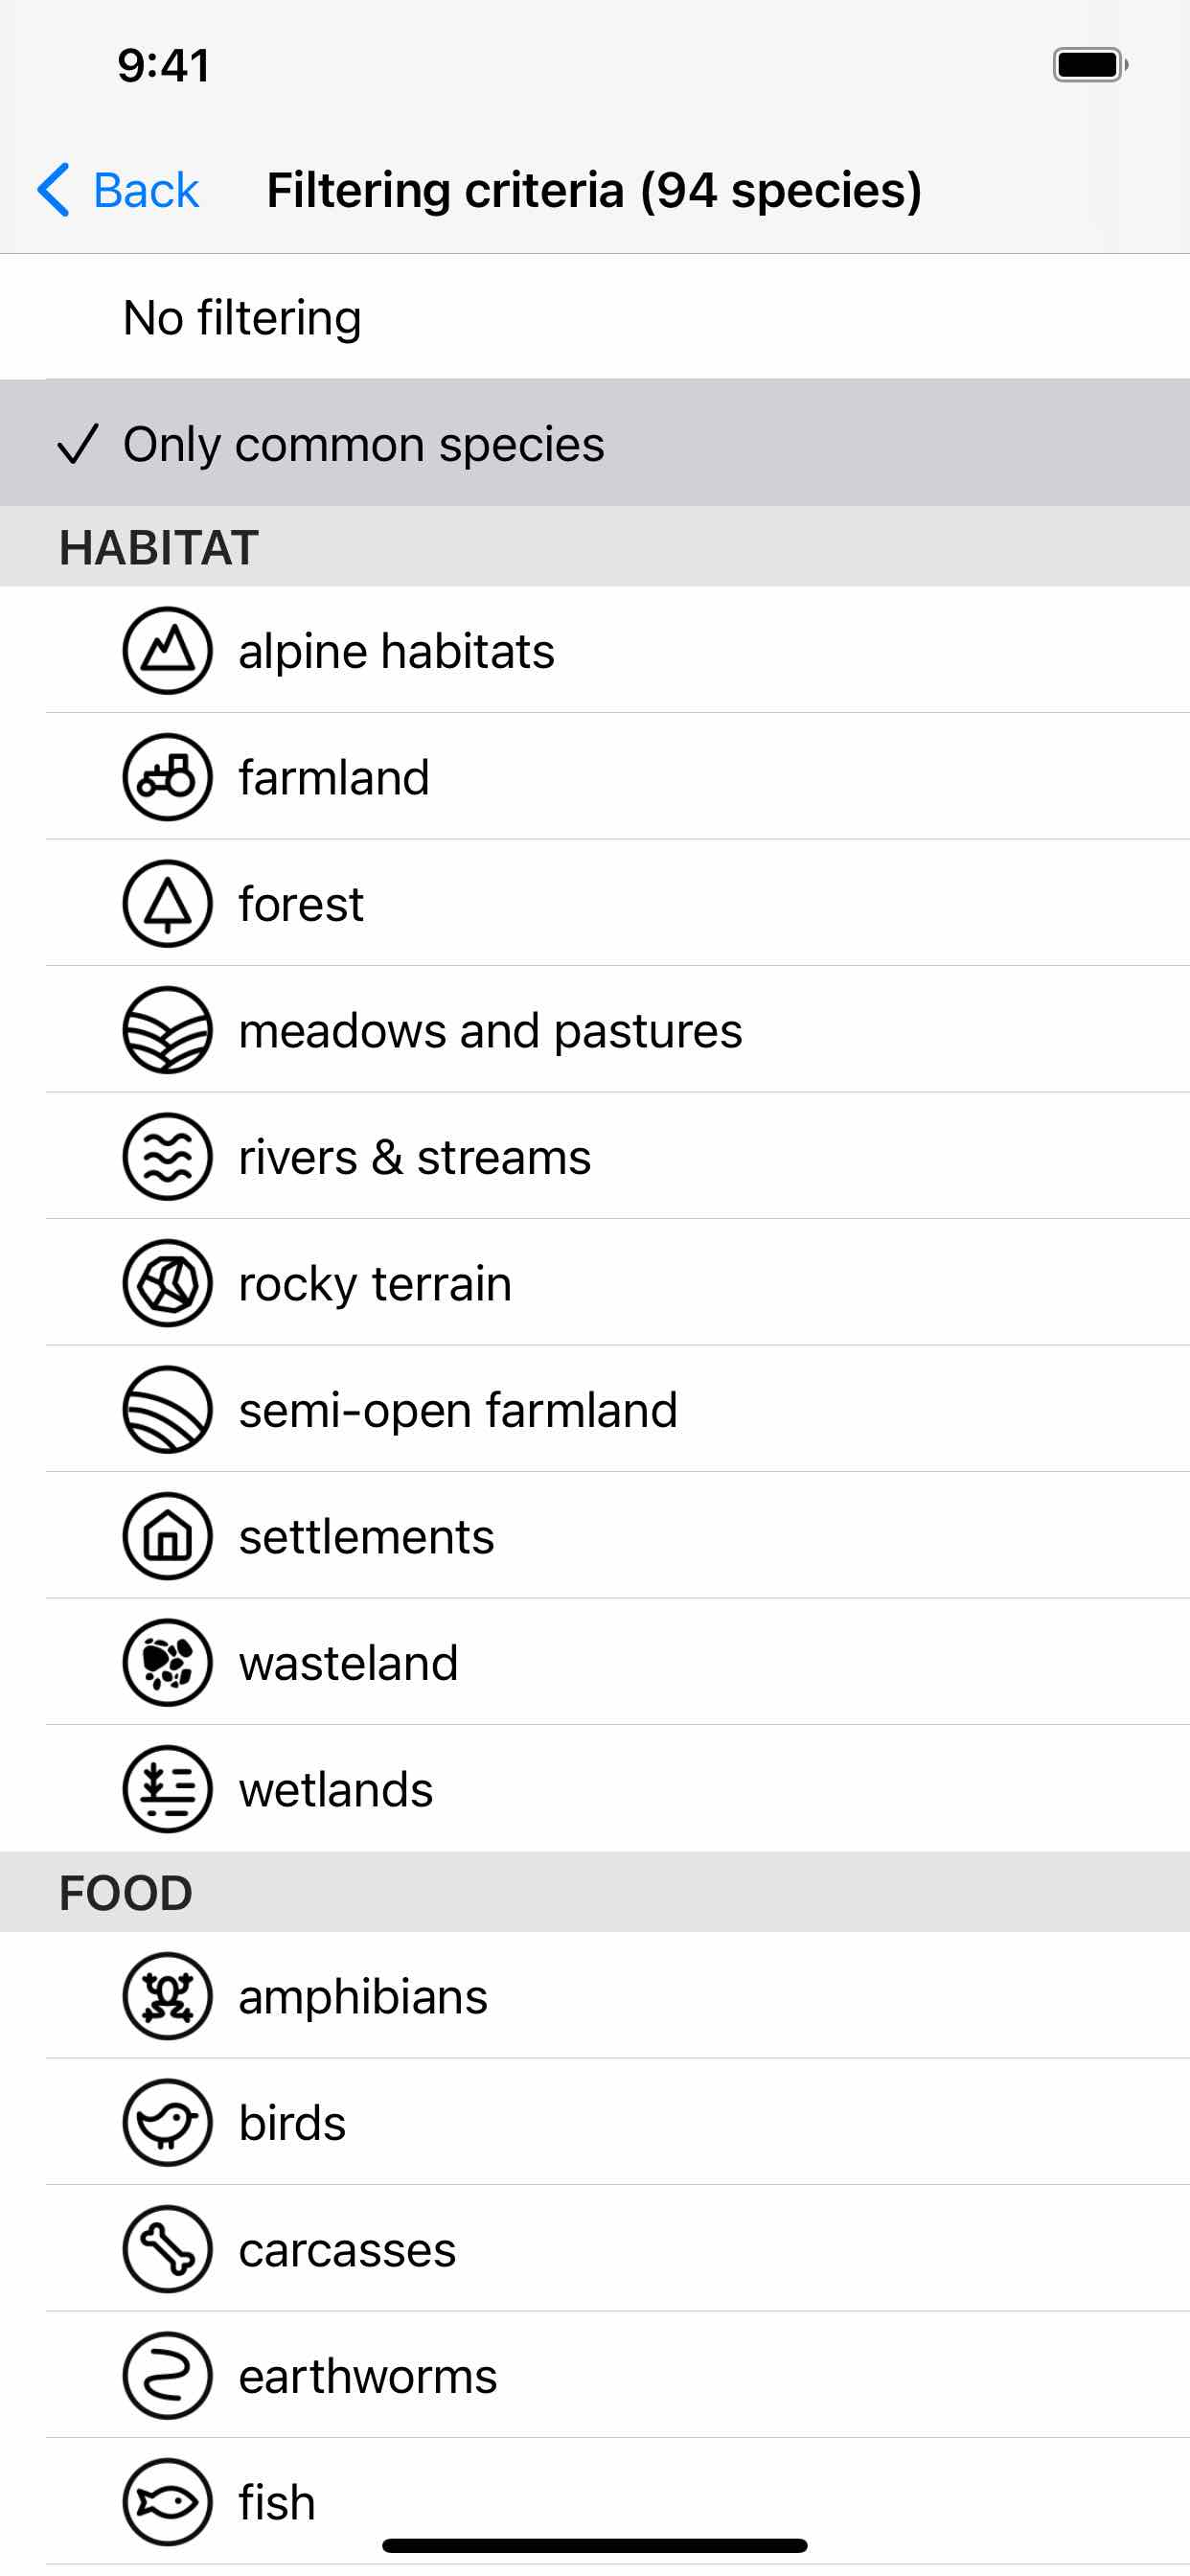 9:41
Back
Filtering criteria (94 species)
No filtering
Only common species
HABITAT
alpine habitats
farmland
forest
meadows and pastures
rivers & streams
rocky terrain
semi-open farmland
settlements
wasteland
wetlands
FOOD
amphibians
birds
carcasses
earthworms
fish